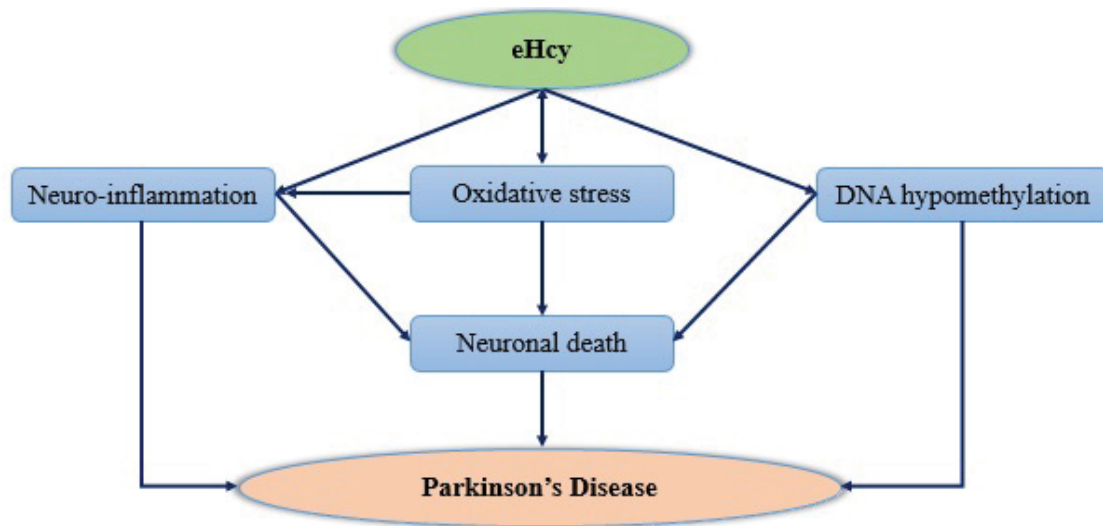 eHcy
Neuro-inflammation
Oxidative stress
DNA hypomethylation
Neuronal death
Parkinson’s Disease